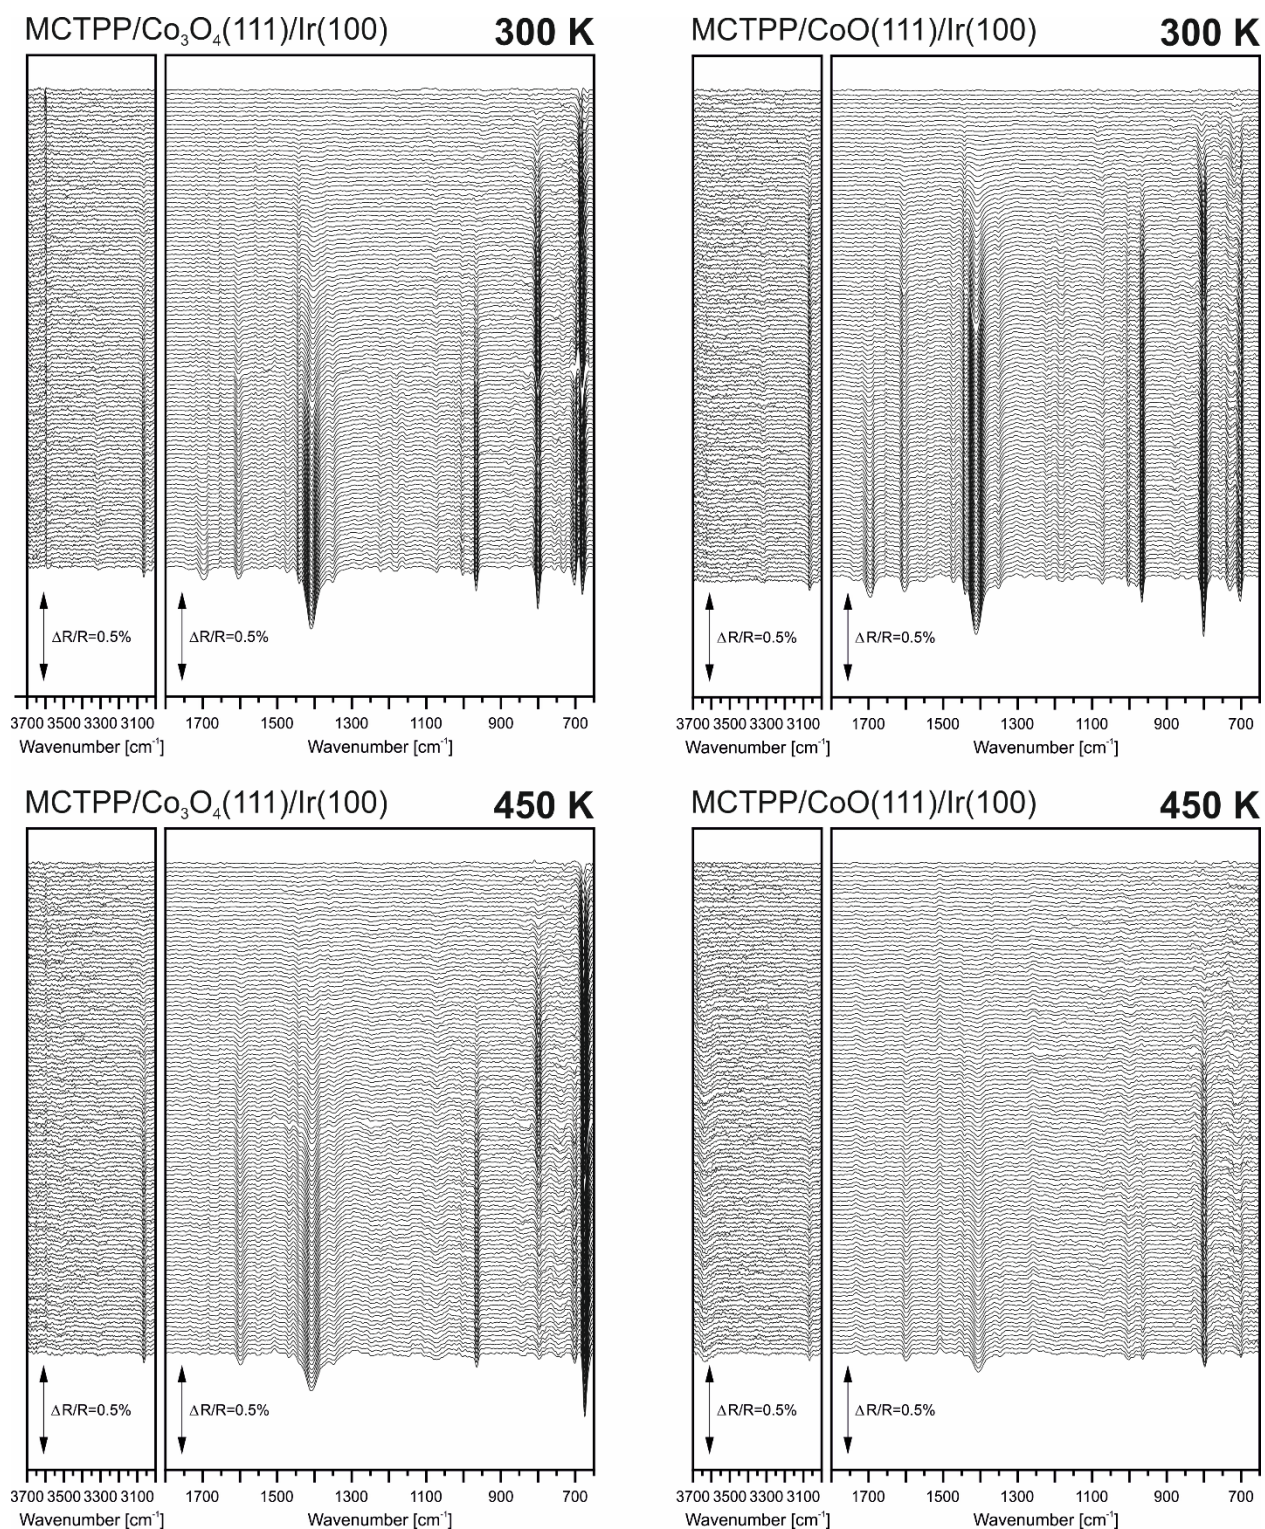 MCTPP/Co₃O₄(111)/Ir(100) 300 K
ΔR/R=0.5% ΔR/R=0.5%
3700 3500 3300 3100 1700 1500 1300 1100 900 700
Wavenumber [cm⁻¹] Wavenumber [cm⁻¹]
MCTPP/CoO(111)/Ir(100) 300 K
ΔR/R=0.5% ΔR/R=0.5%
3700 3500 3300 3100 1700 1500 1300 1100 900 700
Wavenumber [cm⁻¹] Wavenumber [cm⁻¹]
MCTPP/Co₃O₄(111)/Ir(100) 450 K
ΔR/R=0.5% ΔR/R=0.5%
3700 3500 3300 3100 1700 1500 1300 1100 900 700
Wavenumber [cm⁻¹] Wavenumber [cm⁻¹]
MCTPP/CoO(111)/Ir(100) 450 K
ΔR/R=0.5% ΔR/R=0.5%
3700 3500 3300 3100 1700 1500 1300 1100 900 700
Wavenumber [cm⁻¹] Wavenumber [cm⁻¹]